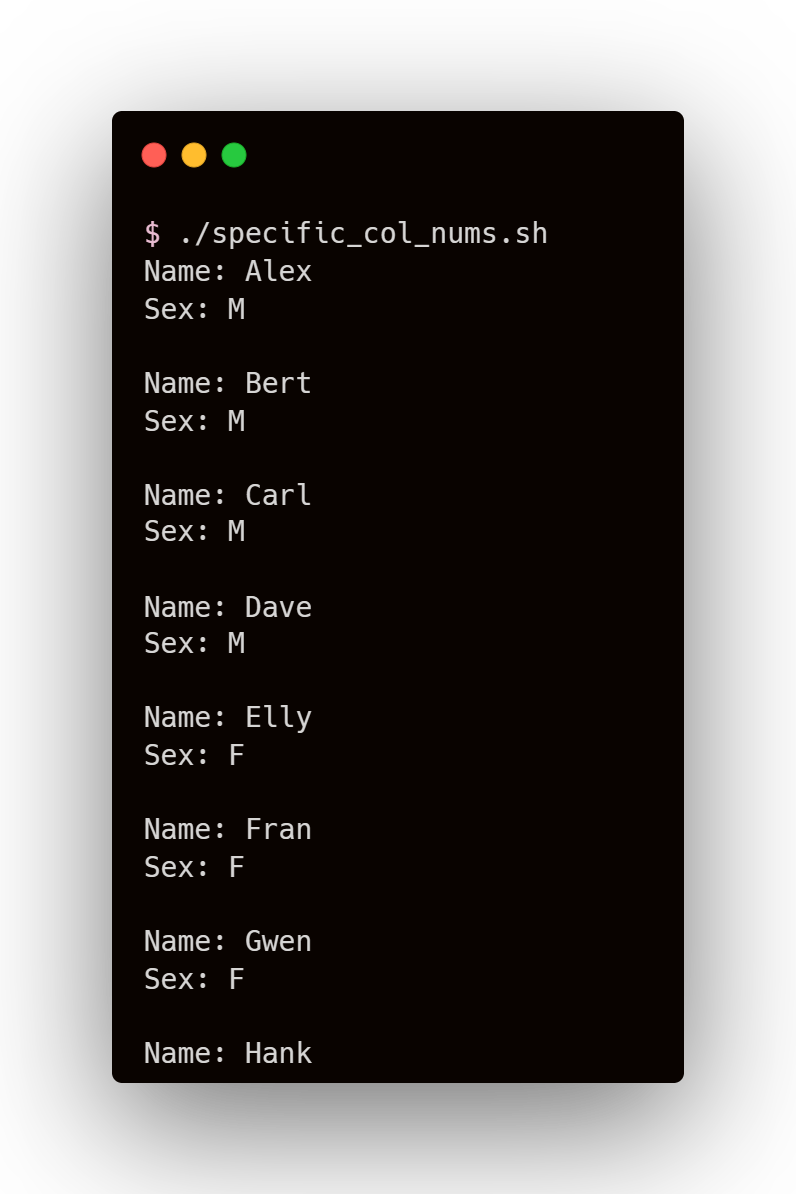 $ ./specific_col_nums.sh
Name: Alex
Sex: M
Name: Bert
Sex: M
Name: Carl
Sex: M
Name: Dave
Sex: M
Name: Elly
Sex: F
Name: Fran
Sex: F
Name: Gwen
Sex: F
Name: Hank